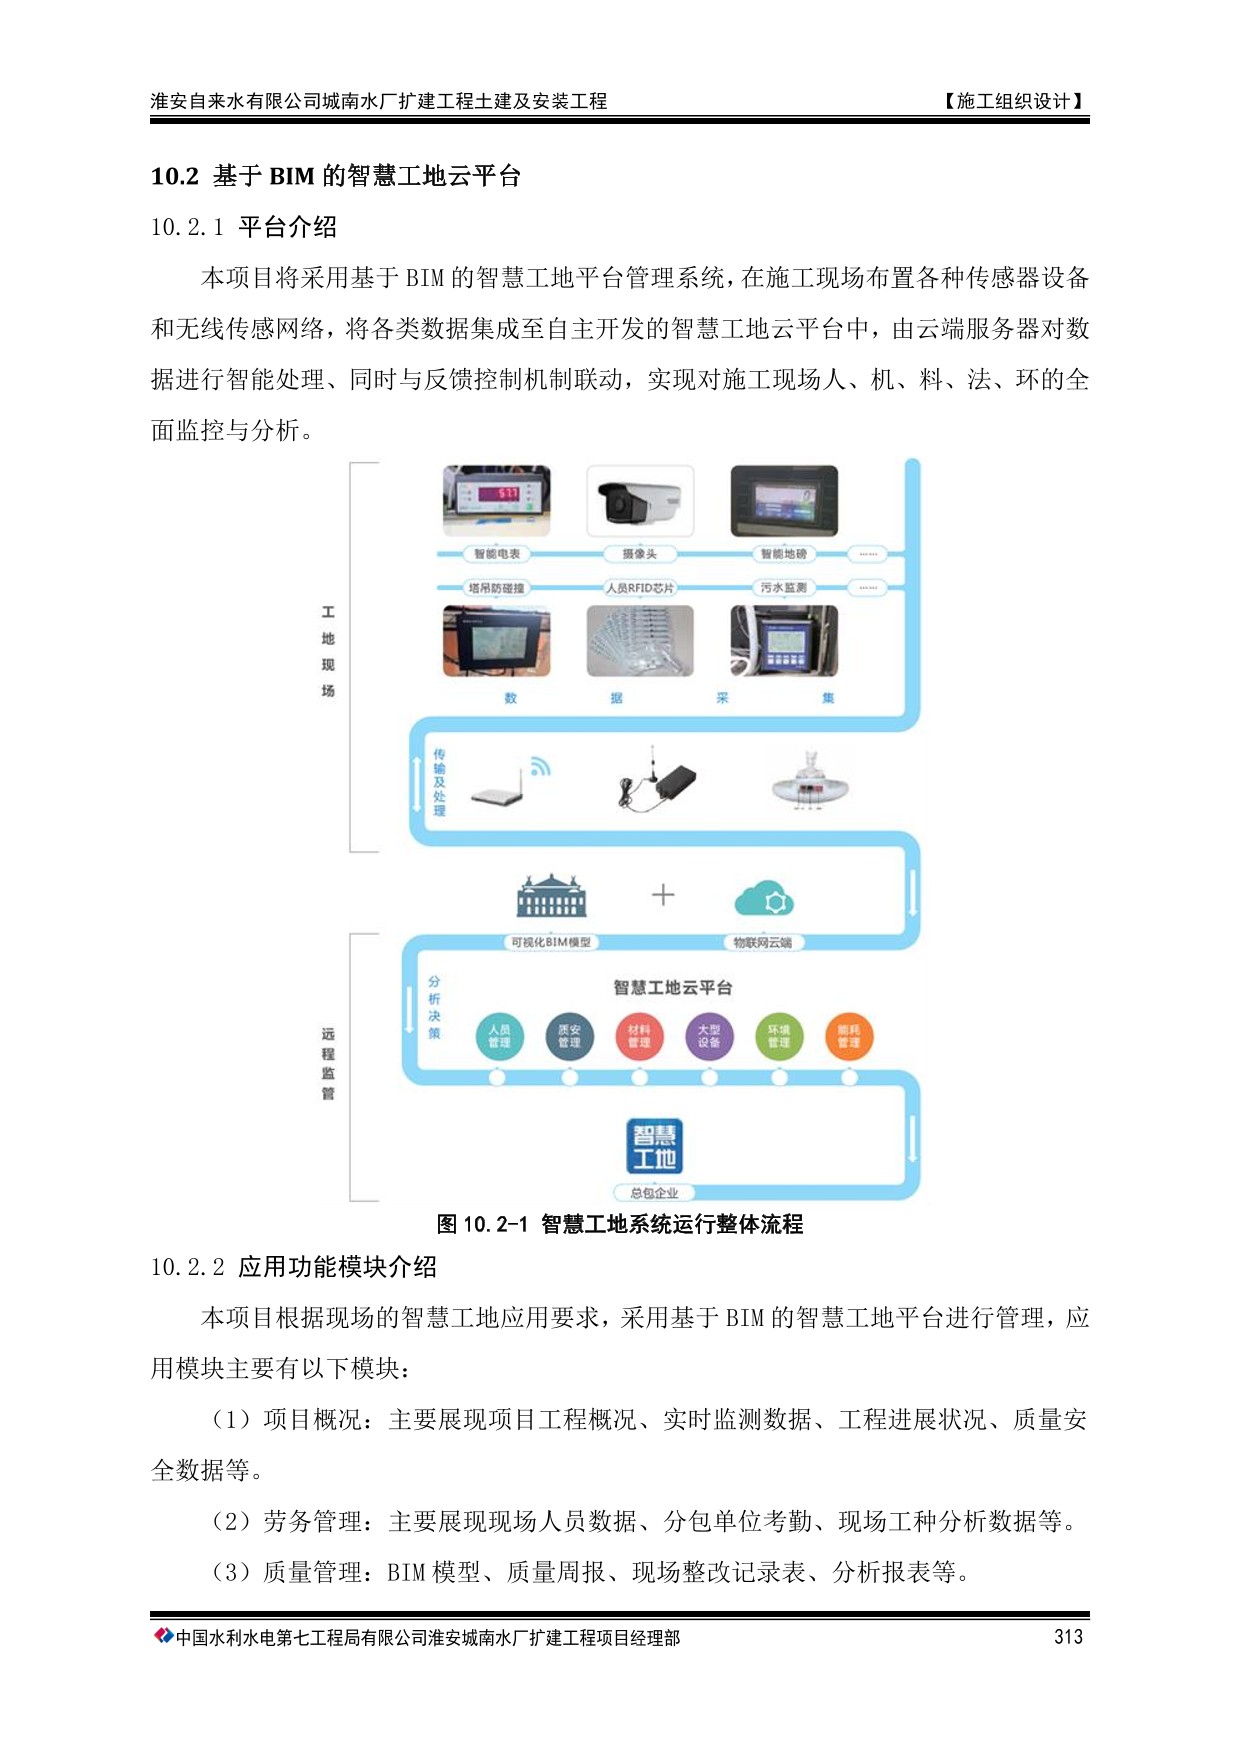 淮安自来水有限公司城南水厂扩建工程土建及安装工程 【施工组织设计】
10.2 基于 BIM 的智慧工地云平台
10.2.1 平台介绍
本项目将采用基于 BIM 的智慧工地平台管理系统，在施工现场布置各种传感器设备
和无线传感网络，将各类数据集成至自主开发的智慧工地云平台中，由云端服务器对数
据进行智能处理、同时与反馈控制机制联动，实现对施工现场人、机、料、法、环的全
面监控与分析。
工地现场
577
智能电表 摄像头 智能地磅 ……
塔吊防碰撞 人员RFID芯片 污水监测 ……
数据采集
传输及处理
+
可视化BIM模型 物联网云端
远程监管
分析决策
智慧工地云平台
人员管理 质安管理 材料管理 大型设备 环境管理 能耗管理
智慧工地
总包企业
图 10.2-1 智慧工地系统运行整体流程
10.2.2 应用功能模块介绍
本项目根据现场的智慧工地应用要求，采用基于 BIM 的智慧工地平台进行管理，应
用模块主要有以下模块：
（1）项目概况：主要展现项目工程概况、实时监测数据、工程进展状况、质量安
全数据等。
（2）劳务管理：主要展现现场人员数据、分包单位考勤、现场工种分析数据等。
（3）质量管理：BIM 模型、质量周报、现场整改记录表、分析报表等。
中国水利水电第七工程局有限公司淮安城南水厂扩建工程项目经理部 313